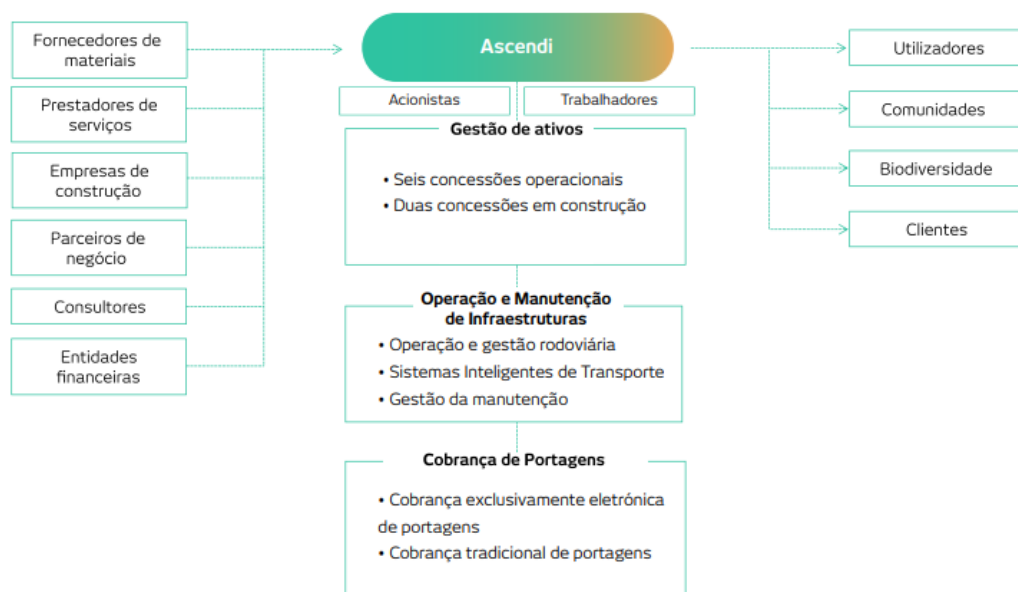 Fornecedores de
materiais
Prestadores de
serviços
Empresas de
construção
Parceiros de
negócio
Consultores
Entidades
financeiras
Ascendi
Acionistas
Trabalhadores
Gestão de ativos
• Seis concessões operacionais
• Duas concessões em construção
Operação e Manutenção
de Infraestruturas
• Operação e gestão rodoviária
• Sistemas Inteligentes de Transporte
• Gestão da manutenção
Cobrança de Portagens
• Cobrança exclusivamente eletrónica
de portagens
• Cobrança tradicional de portagens
Utilizadores
Comunidades
Biodiversidade
Clientes